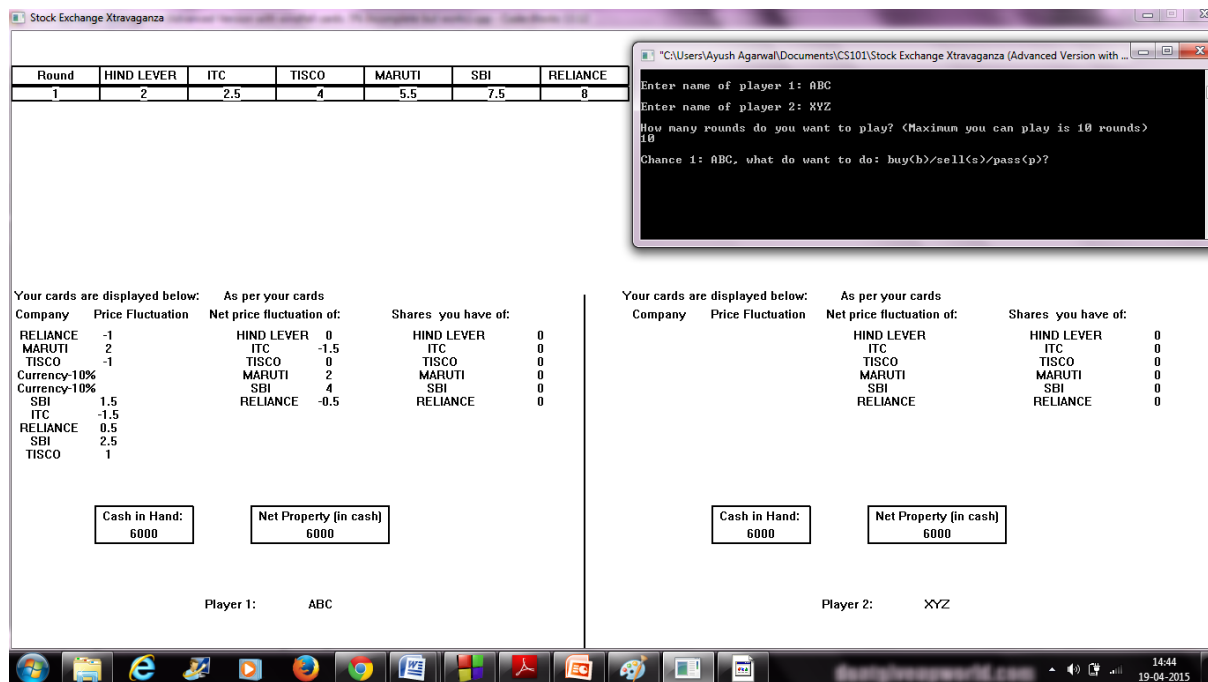 Stock Exchange Xtravaganza
Round HIND LEVER ITC TISCO MARUTI SBI RELIANCE
1 2 2.5 4 5.5 7.5 8
"C:\Users\Ayush Agarwal\Documents\CS101\Stock Exchange Xtravaganza (Advanced Version with ...
Enter name of player 1: ABC
Enter name of player 2: XYZ
How many rounds do you want to play? (Maximum you can play is 10 rounds)
10
Chance 1: ABC, what do want to do: buy(b)/sell(s)/pass(p)?
Your cards are displayed below: As per your cards
Company Price Fluctuation Net price fluctuation of: Shares you have of:
RELIANCE -1 HIND LEVER 0 HIND LEVER 0
MARUTI 2 ITC -1.5 ITC 0
TISCO -1 TISCO 0 TISCO 0
Currency-10% MARUTI 2 MARUTI 0
Currency-10% SBI 4 SBI 0
SBI 1.5 RELIANCE -0.5 RELIANCE 0
ITC -1.5
RELIANCE 0.5
SBI 2.5
TISCO 1
Cash in Hand: Net Property (in cash)
6000 6000
Player 1: ABC
Your cards are displayed below: As per your cards
Company Price Fluctuation Net price fluctuation of: Shares you have of:
HIND LEVER HIND LEVER 0
ITC ITC 0
TISCO TISCO 0
MARUTI MARUTI 0
SBI SBI 0
RELIANCE RELIANCE 0
Cash in Hand: Net Property (in cash)
6000 6000
Player 2: XYZ
14:44
19-04-2015